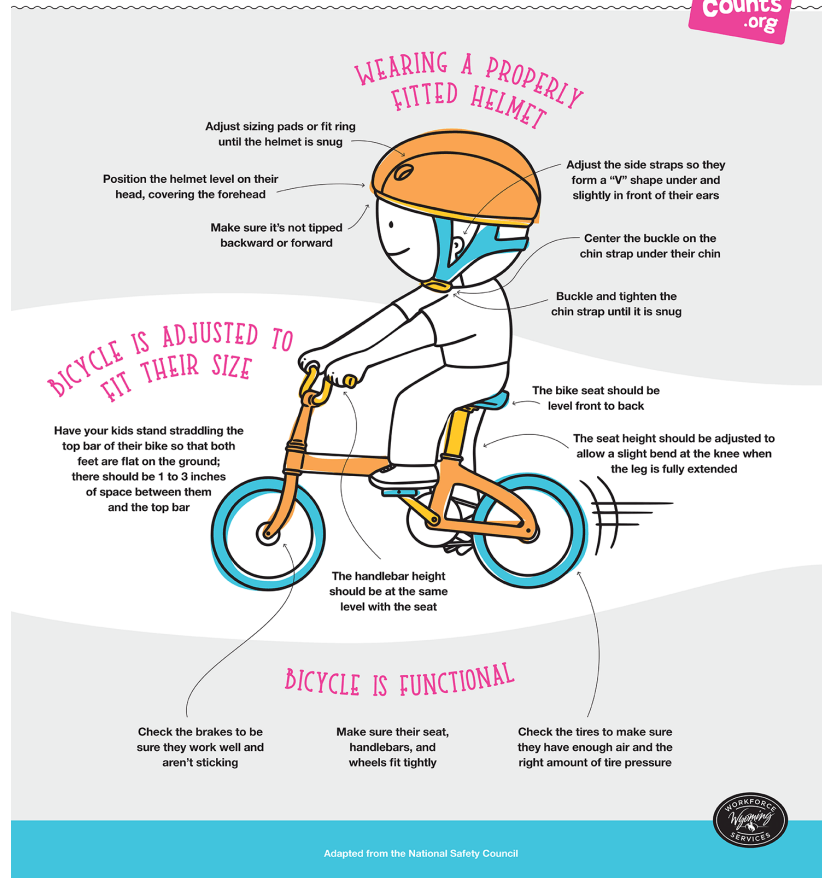 Counts
.org
WEARING A PROPERLY
FITTED HELMET
Adjust sizing pads or fit ring
until the helmet is snug
Position the helmet level on their
head, covering the forehead
Make sure it's not tipped
backward or forward
Adjust the side straps so they
form a “V” shape under and
slightly in front of their ears
Center the buckle on the
chin strap under their chin
Buckle and tighten the
chin strap until it is snug
BICYCLE IS ADJUSTED TO
FIT THEIR SIZE
Have your kids stand straddling the
top bar of their bike so that both
feet are flat on the ground;
there should be 1 to 3 inches
of space between them
and the top bar
The bike seat should be
level front to back
The seat height should be adjusted to
allow a slight bend at the knee when
the leg is fully extended
The handlebar height
should be at the same
level with the seat
BICYCLE IS FUNCTIONAL
Check the brakes to be
sure they work well and
aren't sticking
Make sure their seat,
handlebars, and
wheels fit tightly
Check the tires to make sure
they have enough air and the
right amount of tire pressure
WORKFORCE
Wyoming
SERVICES
Adapted from the National Safety Council